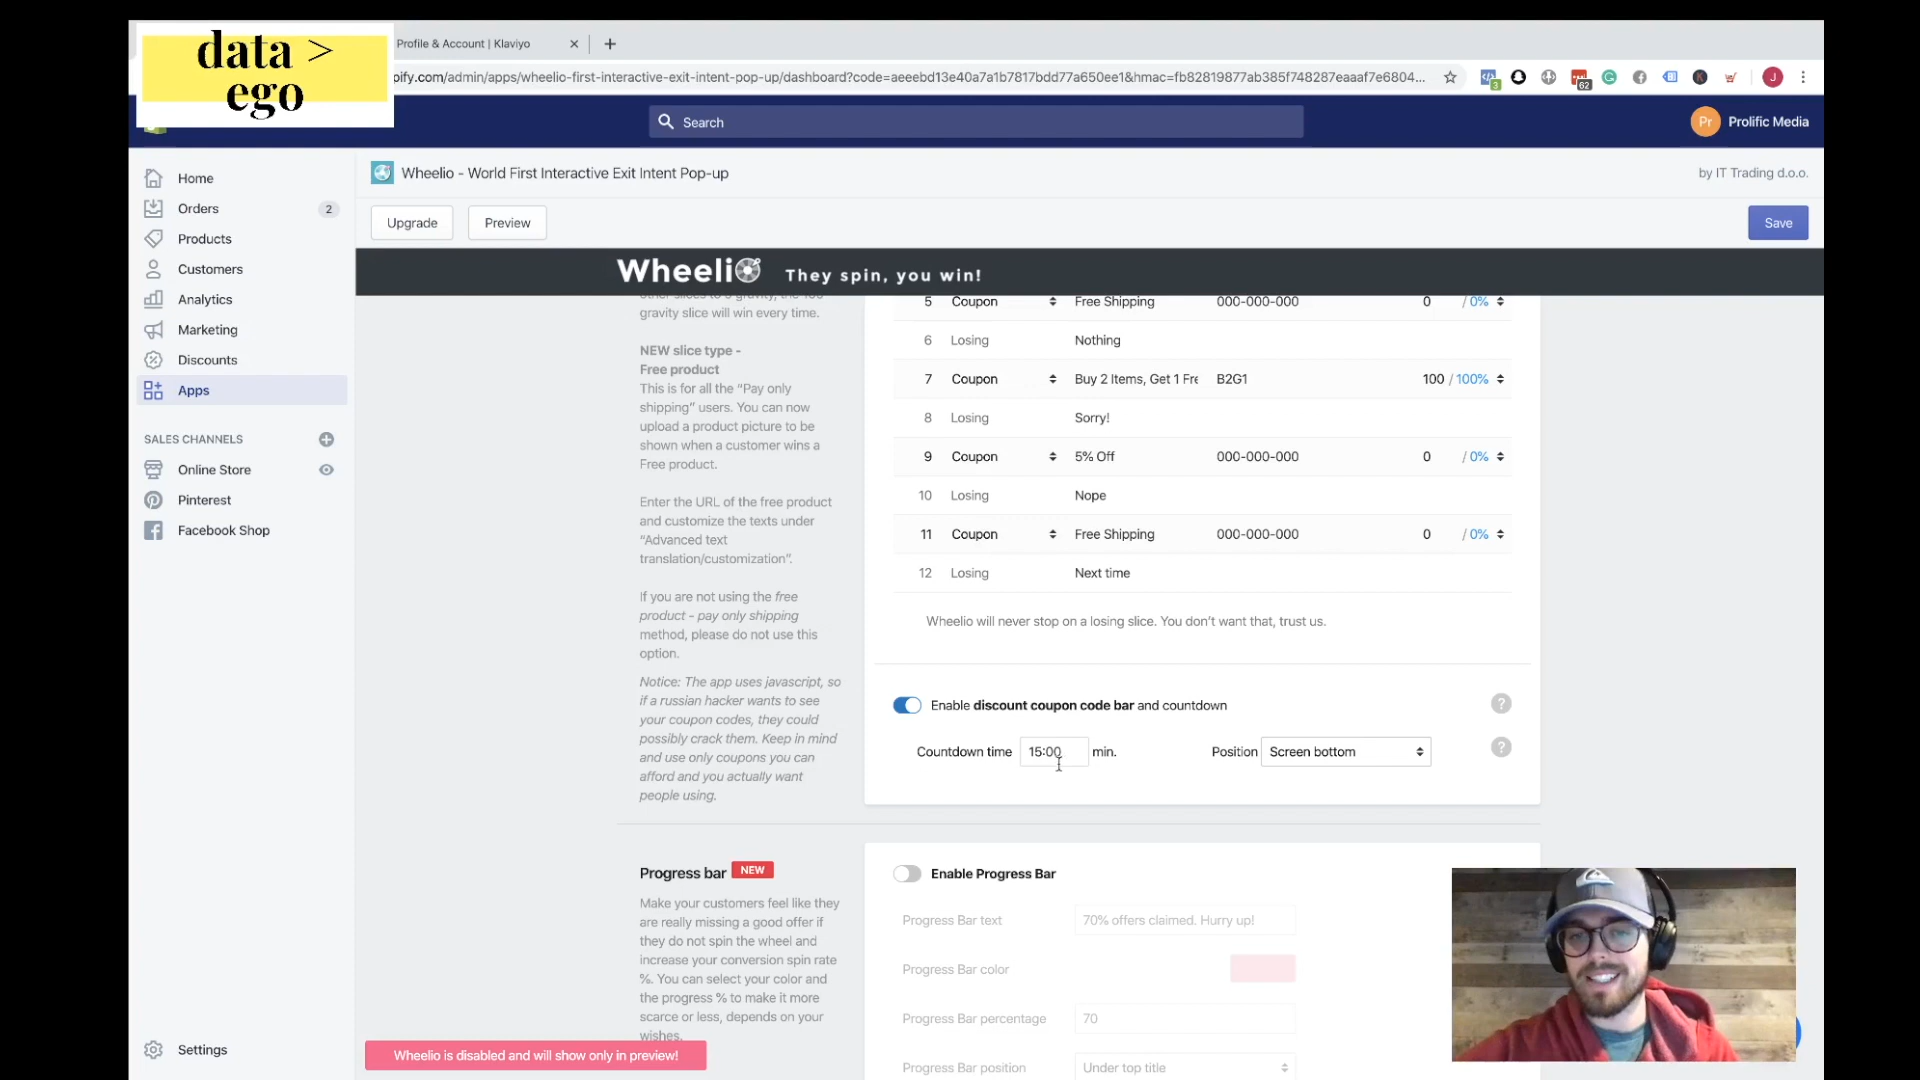 data >
ego
Profile & Account | Klaviyo
pify.com/admin/apps/wheelio-first-interactive-exit-intent-pop-up/dashboard?code=aeeebd13e40a7a1b7817bdd77a650ee1&hmac=fb82819877ab385f748287eaaaf7e6804...
3
62
J
Search
Pr Prolific Media
Home
Orders 2
Products
Customers
Analytics
Marketing
Discounts
Apps
SALES CHANNELS
Online Store
Pinterest
Facebook Shop
Settings
Wheelio - World First Interactive Exit Intent Pop-up
by IT Trading d.o.o.
Upgrade Preview Save
Wheelio They spin, you win!
gravity slice will win every time.
NEW slice type -
Free product
This is for all the “Pay only
shipping” users. You can now
upload a product picture to be
shown when a customer wins a
Free product.
Enter the URL of the free product
and customize the texts under
“Advanced text
translation/customization”.
If you are not using the free
product - pay only shipping
method, please do not use this
option.
Notice: The app uses javascript, so
if a russian hacker wants to see
your coupon codes, they could
possibly crack them. Keep in mind
and use only coupons you can
afford and you actually want
people using.
5 Coupon Free Shipping 000-000-000 0 / 0%
6 Losing Nothing
7 Coupon Buy 2 Items, Get 1 Fre B2G1 100 / 100%
8 Losing Sorry!
9 Coupon 5% Off 000-000-000 0 / 0%
10 Losing Nope
11 Coupon Free Shipping 000-000-000 0 / 0%
12 Losing Next time
Wheelio will never stop on a losing slice. You don’t want that, trust us.
Enable discount coupon code bar and countdown ?
Countdown time 15:00 min. Position Screen bottom ?
Progress bar NEW
Make your customers feel like they
are really missing a good offer if
they do not spin the wheel and
increase your conversion spin rate
%. You can select your color and
the progress % to make it more
scarce or less, depends on your
wishes.
Enable Progress Bar
Progress Bar text 70% offers claimed. Hurry up!
Progress Bar color
Progress Bar percentage 70
Progress Bar position Under top title
Wheelio is disabled and will show only in preview!